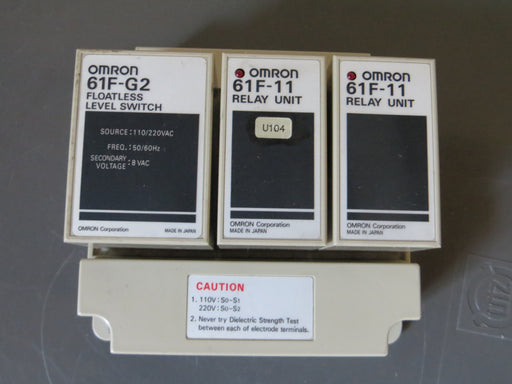 OMRON
61F-G2
FLOATLESS
LEVEL SWITCH
SOURCE:110/220VAC
FREQ.:50/60Hz
SECONDARY
VOLTAGE:8VAC
OMRON Corporation
MADE IN JAPAN
OMRON
61F-11
RELAY UNIT
U104
OMRON Corporation
MADE IN JAPAN
OMRON
61F-11
RELAY UNIT
OMRON Corporation
MADE IN JAPAN
CAUTION
1. 110V:S0-S1
220V:S0-S2
2. Never try Dielectric Strength Test
between each of electrode terminals.